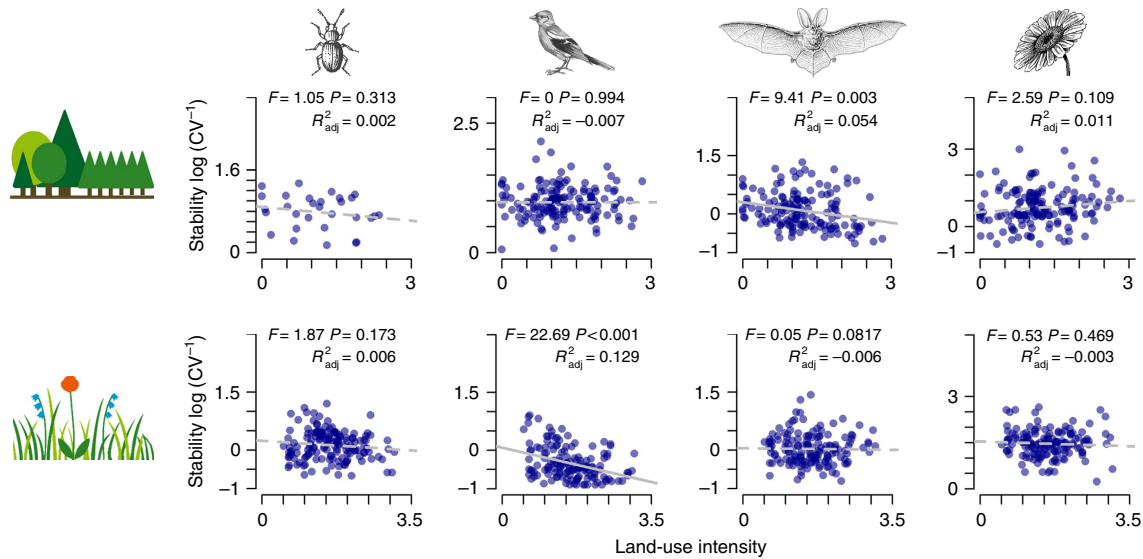 F = 1.05 P = 0.313
R²adj = 0.002
F = 0 P = 0.994
R²adj = −0.007
F = 9.41 P = 0.003
R²adj = 0.054
F = 2.59 P = 0.109
R²adj = 0.011
Stability log (CV⁻¹)
1.6
0
0 3
2.5
0
0 3
1.5
0
−1
0 3
3
0
−1
0 3
F = 1.87 P = 0.173
R²adj = 0.006
F = 22.69 P < 0.001
R²adj = 0.129
F = 0.05 P = 0.0817
R²adj = −0.006
F = 0.53 P = 0.469
R²adj = −0.003
Stability log (CV⁻¹)
1.5
0
−1
0 3.5
1.5
0
−1
0 3.5
1.5
0
−1
0 3.5
3
0
0 3.5
Land-use intensity